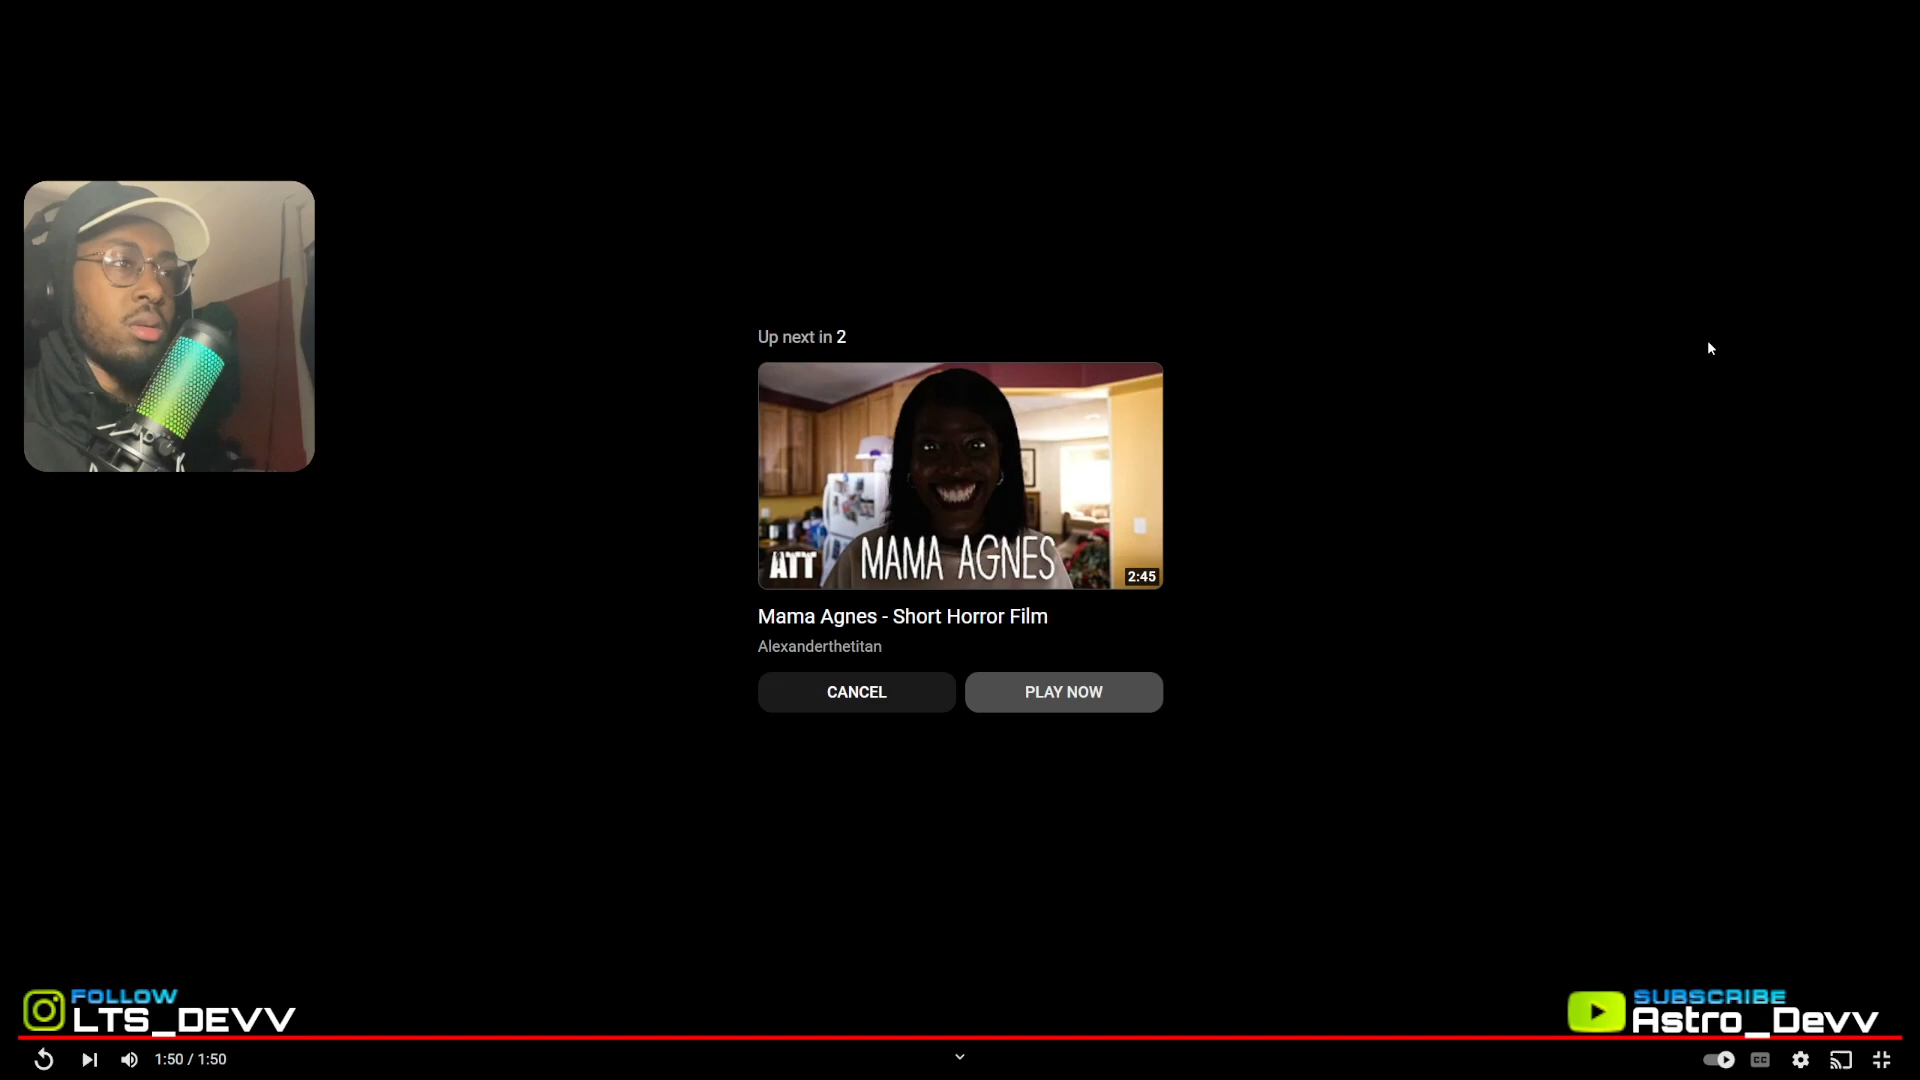 Up next in 2
ATT
MAMA AGNES
2:45
Mama Agnes - Short Horror Film
Alexanderthetitan
CANCEL
PLAY NOW
FOLLOW
LTS_DEVV
SUBSCRIBE
Astro_Devv
1:50 / 1:50
CC